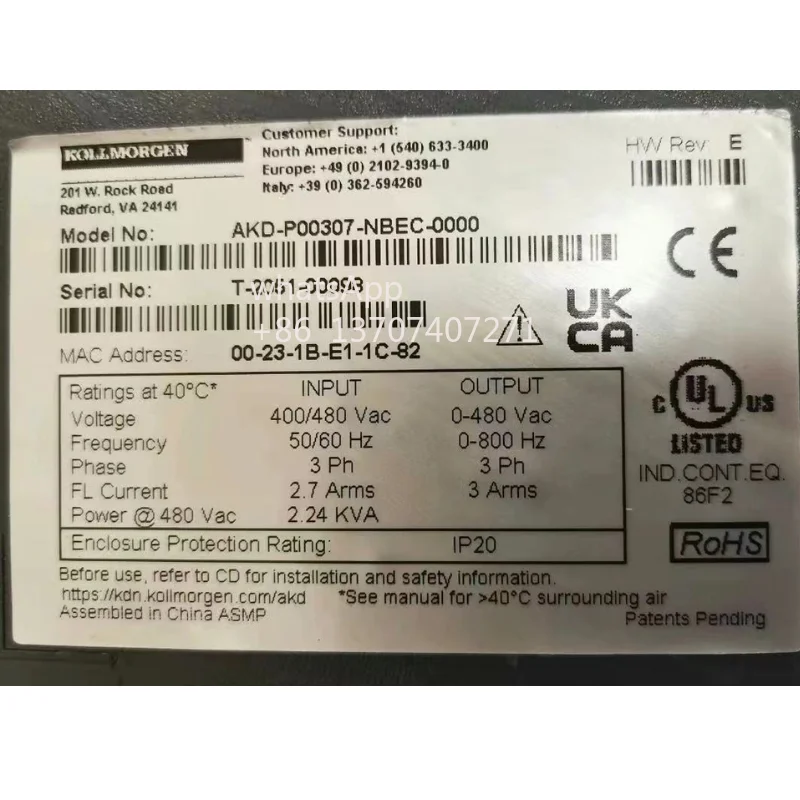 KOLLMORGEN
201 W. Rock Road
Radford, VA 24141
Customer Support:
North America: +1 (540) 633-3400
Europe: +49 (0) 2102-9394-0
Italy: +39 (0) 362-594260
HW Rev: E
Model No: AKD-P00307-NBEC-0000
Serial No:
WhatsApp
+86 13707407271
MAC Address: 00-23-1B-E1-1C-82
CE
UK
CA
Ratings at 40°C* INPUT OUTPUT
Voltage 400/480 Vac 0-480 Vac
Frequency 50/60 Hz 0-800 Hz
Phase 3 Ph 3 Ph
FL Current 2.7 Arms 3 Arms
Power @ 480 Vac 2.24 KVA
Enclosure Protection Rating: IP20
C UL US
LISTED
IND.CONT.EQ.
86F2
RoHS
Before use, refer to CD for installation and safety information.
https://kdn.kollmorgen.com/akd *See manual for >40°C surrounding air
Assembled in China ASMP
Patents Pending